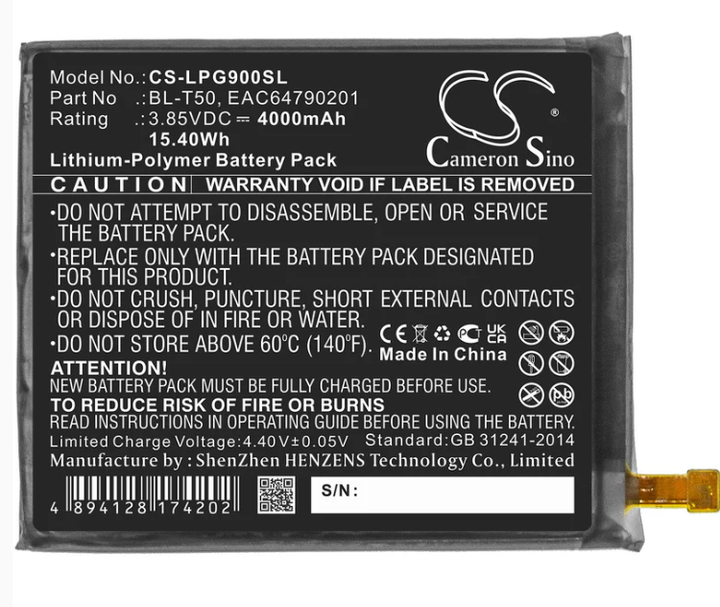 Model No.:CS-LPG900SL
Part No .: BL-T50, EAC64790201
Rating .: 3.85VDC ⎓ 4000mAh
15.40Wh
Lithium-Polymer Battery Pack
CS
®
Cameron Sino
CAUTION WARRANTY VOID IF LABEL IS REMOVED
•DO NOT ATTEMPT TO DISASSEMBLE, OPEN OR SERVICE
THE BATTERY PACK.
•REPLACE ONLY WITH THE BATTERY PACK DESIGNATED
FOR THIS PRODUCT.
•DO NOT CRUSH, PUNCTURE, SHORT EXTERNAL CONTACTS
OR DISPOSE OF IN FIRE OR WATER.
•DO NOT STORE ABOVE 60°C (140°F).
CE UK CA
Made In China
Pb
ATTENTION!
NEW BATTERY PACK MUST BE FULLY CHARGED BEFORE USE.
TO REDUCE RISK OF FIRE OR BURNS
READ INSTRUCTIONS IN OPERATING GUIDE BEFORE USING THE BATTERY.
Limited Charge Voltage:4.40V±0.05V Standard:GB 31241-2014
Manufacture by : ShenZhen HENZENS Technology Co., Limited
4 894128 174202
S/N: